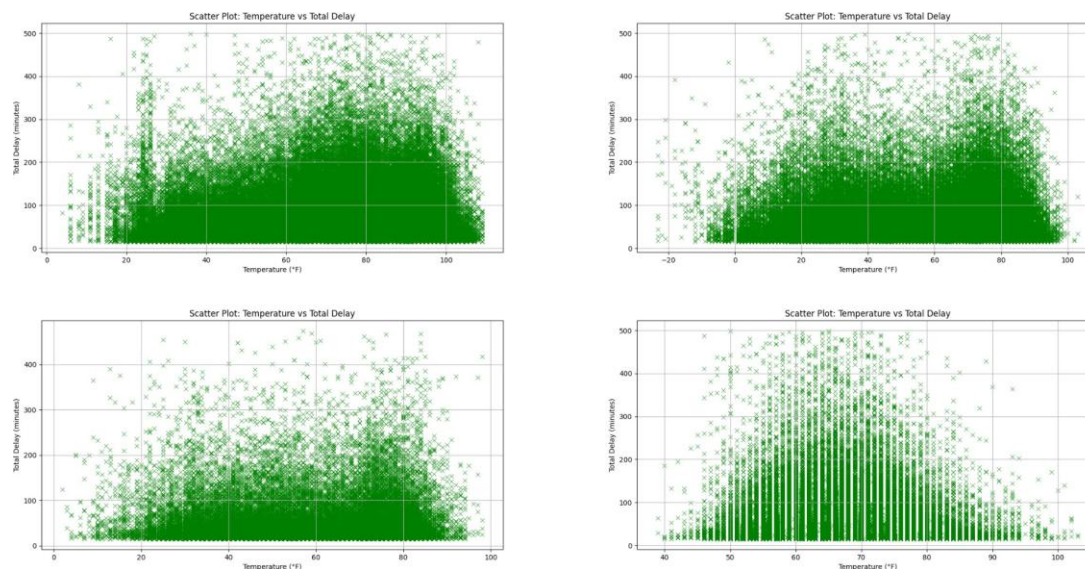 Scatter Plot: Temperature vs Total Delay
500
400
300
200
100
0
Total Delay (minutes)
0 20 40 60 80 100
Temperature (°F)
Scatter Plot: Temperature vs Total Delay
500
400
300
200
100
0
Total Delay (minutes)
−20 0 20 40 60 80 100
Temperature (°F)
Scatter Plot: Temperature vs Total Delay
400
300
200
100
0
Total Delay (minutes)
0 20 40 60 80 100
Temperature (°F)
Scatter Plot: Temperature vs Total Delay
500
400
300
200
100
0
Total Delay (minutes)
40 50 60 70 80 90 100
Temperature (°F)